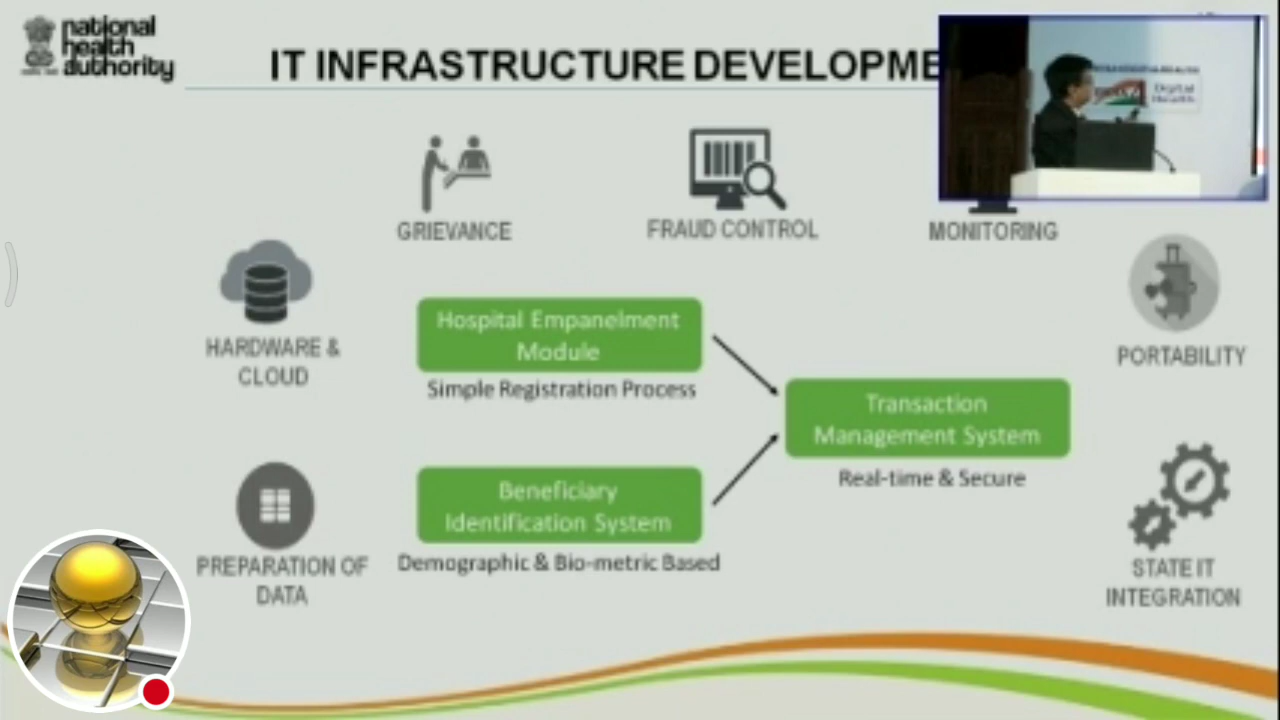 national
health
authority
IT INFRASTRUCTURE DEVELOPME
GRIEVANCE
FRAUD CONTROL
MONITORING
HARDWARE &
CLOUD
Hospital Empanelment
Module
Simple Registration Process
PORTABILITY
Transaction
Management System
Real-time & Secure
Beneficiary
Identification System
Demographic & Bio-metric Based
PREPARATION OF
DATA
STATE IT
INTEGRATION
Digital
Health